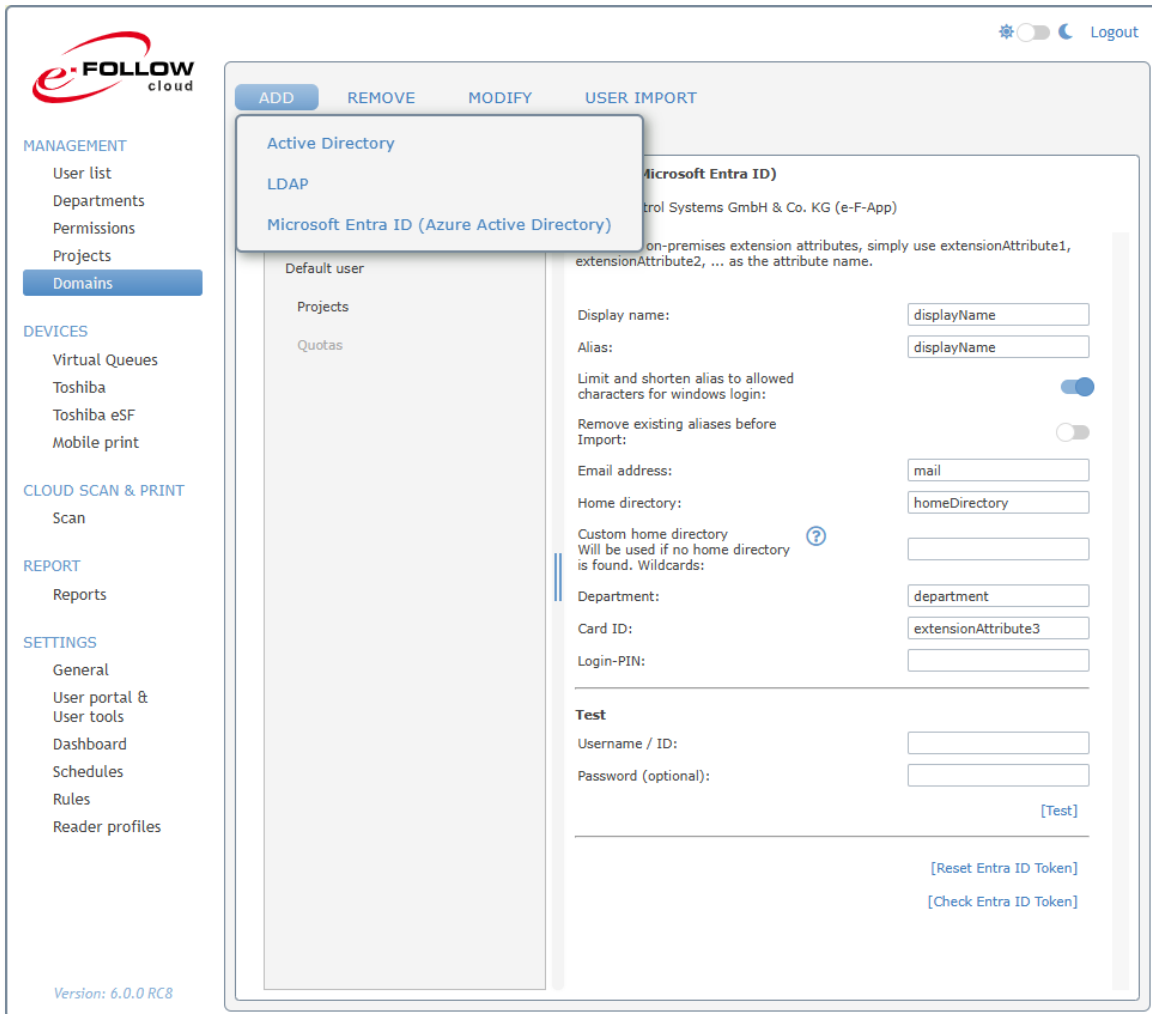 Logout
e-FOLLOW
cloud
MANAGEMENT
User list
Departments
Permissions
Projects
Domains
DEVICES
Virtual Queues
Toshiba
Toshiba eSF
Mobile print
CLOUD SCAN & PRINT
Scan
REPORT
Reports
SETTINGS
General
User portal &
User tools
Dashboard
Schedules
Rules
Reader profiles
Version: 6.0.0 RC8
ADD REMOVE MODIFY USER IMPORT
Active Directory
LDAP
Microsoft Entra ID (Azure Active Directory)
Default user
Projects
Quotas
Microsoft Entra ID)
trol Systems GmbH & Co. KG (e-F-App)
on-premises extension attributes, simply use extensionAttribute1,
extensionAttribute2, ... as the attribute name.
Display name: displayName
Alias: displayName
Limit and shorten alias to allowed
characters for windows login:
Remove existing aliases before
Import:
Email address: mail
Home directory: homeDirectory
Custom home directory ?
Will be used if no home directory
is found. Wildcards:
Department: department
Card ID: extensionAttribute3
Login-PIN:
Test
Username / ID:
Password (optional):
[Test]
[Reset Entra ID Token]
[Check Entra ID Token]